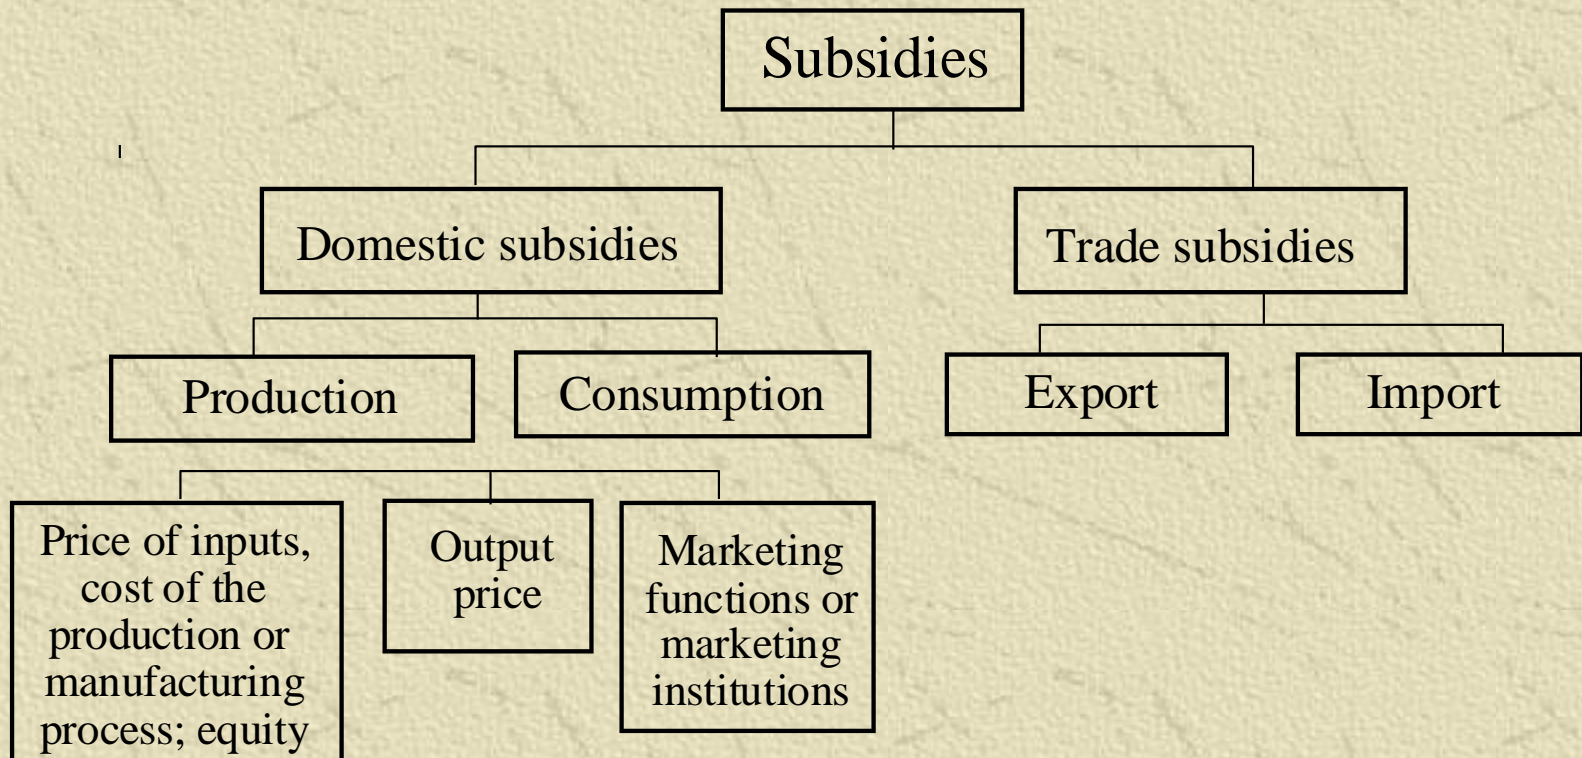 Subsidies
Domestic subsidies
Trade subsidies
Production
Consumption
Export
Import
Price of inputs,
cost of the
production or
manufacturing
process; equity
Output
price
Marketing
functions or
marketing
institutions